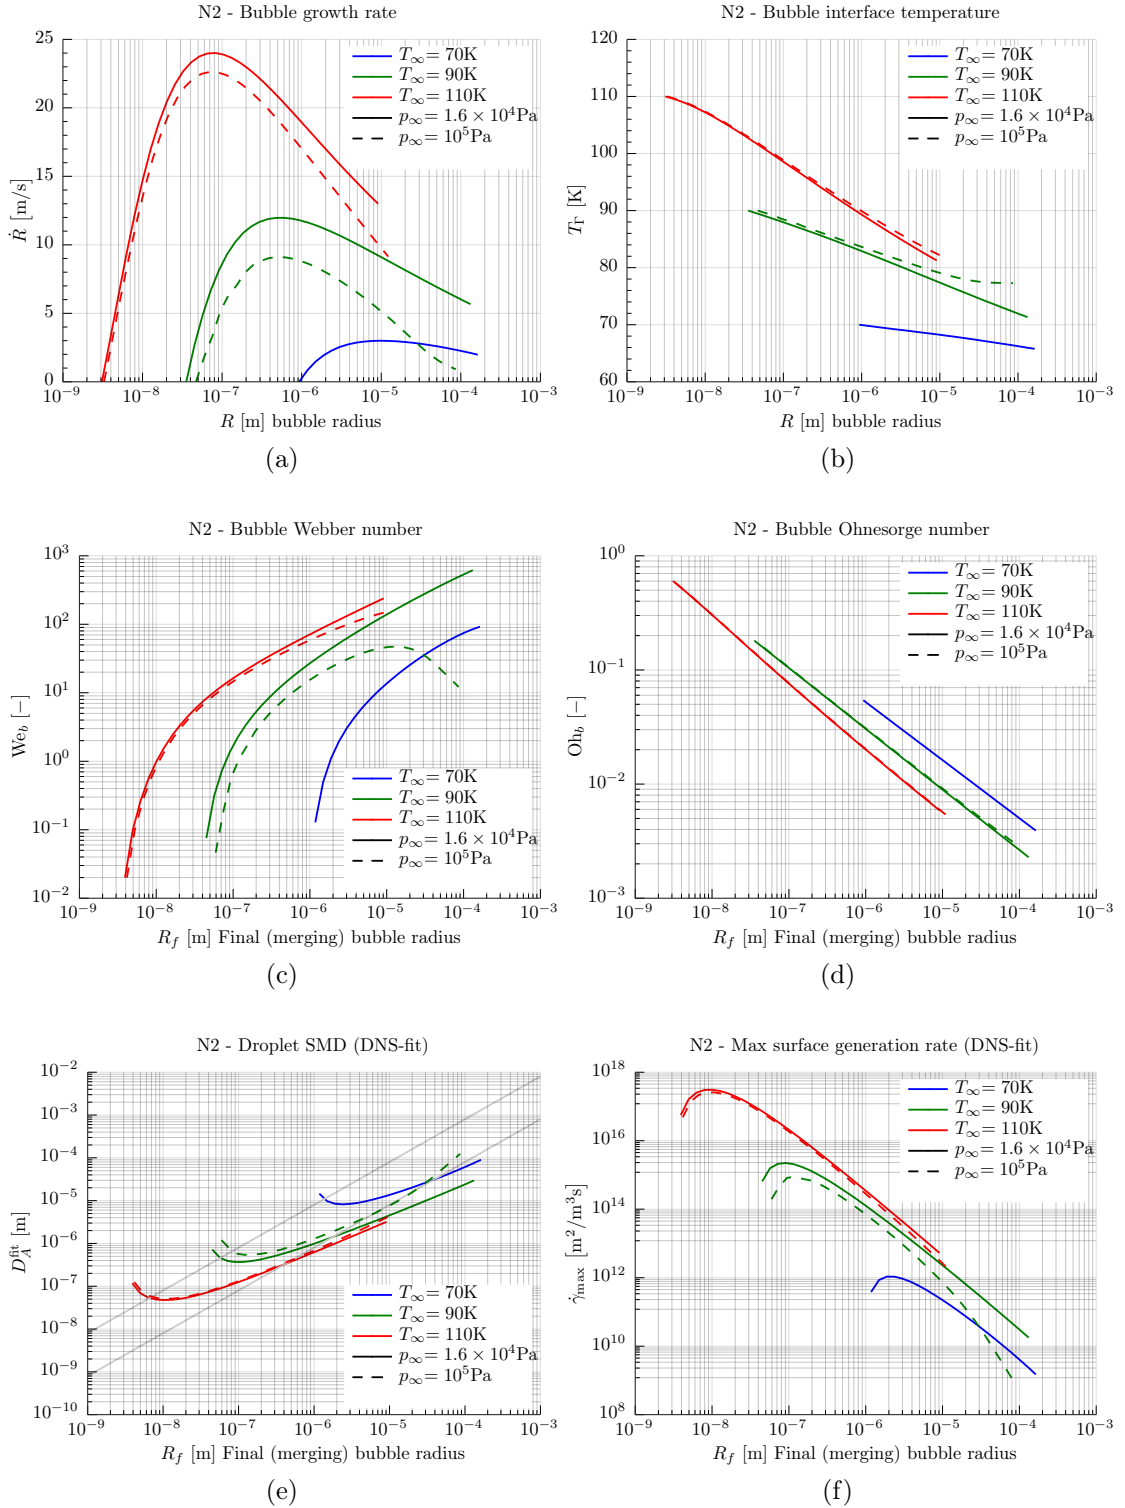 N2 - Bubble growth rate
25
20
15
10
5
0
10⁻⁹ 10⁻⁸ 10⁻⁷ 10⁻⁶ 10⁻⁵ 10⁻⁴ 10⁻³
Ṙ [m/s]
R [m] bubble radius
T∞ = 70K
T∞ = 90K
T∞ = 110K
p∞ = 1.6 × 10⁴Pa
p∞ = 10⁵Pa
(a)
N2 - Bubble interface temperature
120
110
100
90
80
70
60
10⁻⁹ 10⁻⁸ 10⁻⁷ 10⁻⁶ 10⁻⁵ 10⁻⁴ 10⁻³
T_Γ [K]
R [m] bubble radius
T∞ = 70K
T∞ = 90K
T∞ = 110K
p∞ = 1.6 × 10⁴Pa
p∞ = 10⁵Pa
(b)
N2 - Bubble Webber number
10³
10²
10¹
10⁰
10⁻¹
10⁻²
10⁻⁹ 10⁻⁸ 10⁻⁷ 10⁻⁶ 10⁻⁵ 10⁻⁴ 10⁻³
We_b [−]
R_f [m] Final (merging) bubble radius
T∞ = 70K
T∞ = 90K
T∞ = 110K
p∞ = 1.6 × 10⁴Pa
p∞ = 10⁵Pa
(c)
N2 - Bubble Ohnesorge number
10⁰
10⁻¹
10⁻²
10⁻³
10⁻⁹ 10⁻⁸ 10⁻⁷ 10⁻⁶ 10⁻⁵ 10⁻⁴ 10⁻³
Oh_b [−]
R_f [m] Final (merging) bubble radius
T∞ = 70K
T∞ = 90K
T∞ = 110K
p∞ = 1.6 × 10⁴Pa
p∞ = 10⁵Pa
(d)
N2 - Droplet SMD (DNS-fit)
10⁻²
10⁻³
10⁻⁴
10⁻⁵
10⁻⁶
10⁻⁷
10⁻⁸
10⁻⁹
10⁻¹⁰
10⁻⁹ 10⁻⁸ 10⁻⁷ 10⁻⁶ 10⁻⁵ 10⁻⁴ 10⁻³
D_A^fit [m]
R_f [m] Final (merging) bubble radius
T∞ = 70K
T∞ = 90K
T∞ = 110K
p∞ = 1.6 × 10⁴Pa
p∞ = 10⁵Pa
(e)
N2 - Max surface generation rate (DNS-fit)
10¹⁸
10¹⁶
10¹⁴
10¹²
10¹⁰
10⁸
10⁻⁹ 10⁻⁸ 10⁻⁷ 10⁻⁶ 10⁻⁵ 10⁻⁴ 10⁻³
γ̇_max [m²/m³s]
R_f [m] Final (merging) bubble radius
T∞ = 70K
T∞ = 90K
T∞ = 110K
p∞ = 1.6 × 10⁴Pa
p∞ = 10⁵Pa
(f)